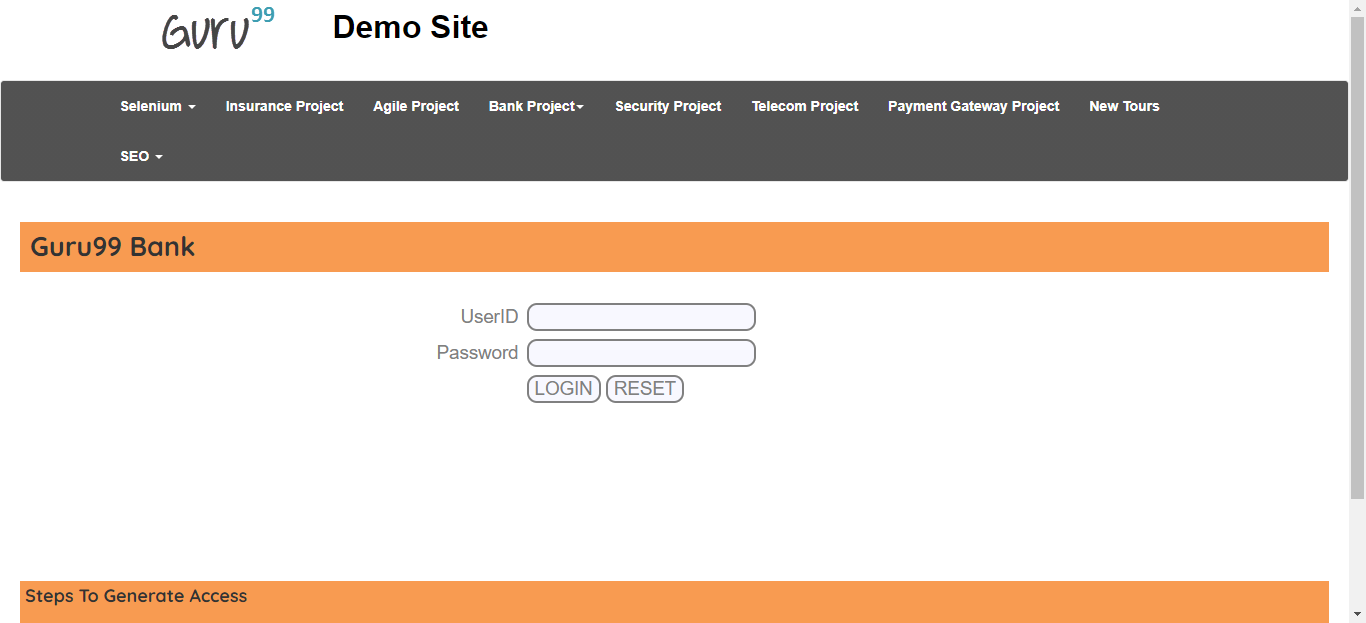 Guru99 Demo Site
Selenium Insurance Project Agile Project Bank Project Security Project Telecom Project Payment Gateway Project New Tours
SEO
Guru99 Bank
UserID
Password
LOGIN RESET
Steps To Generate Access